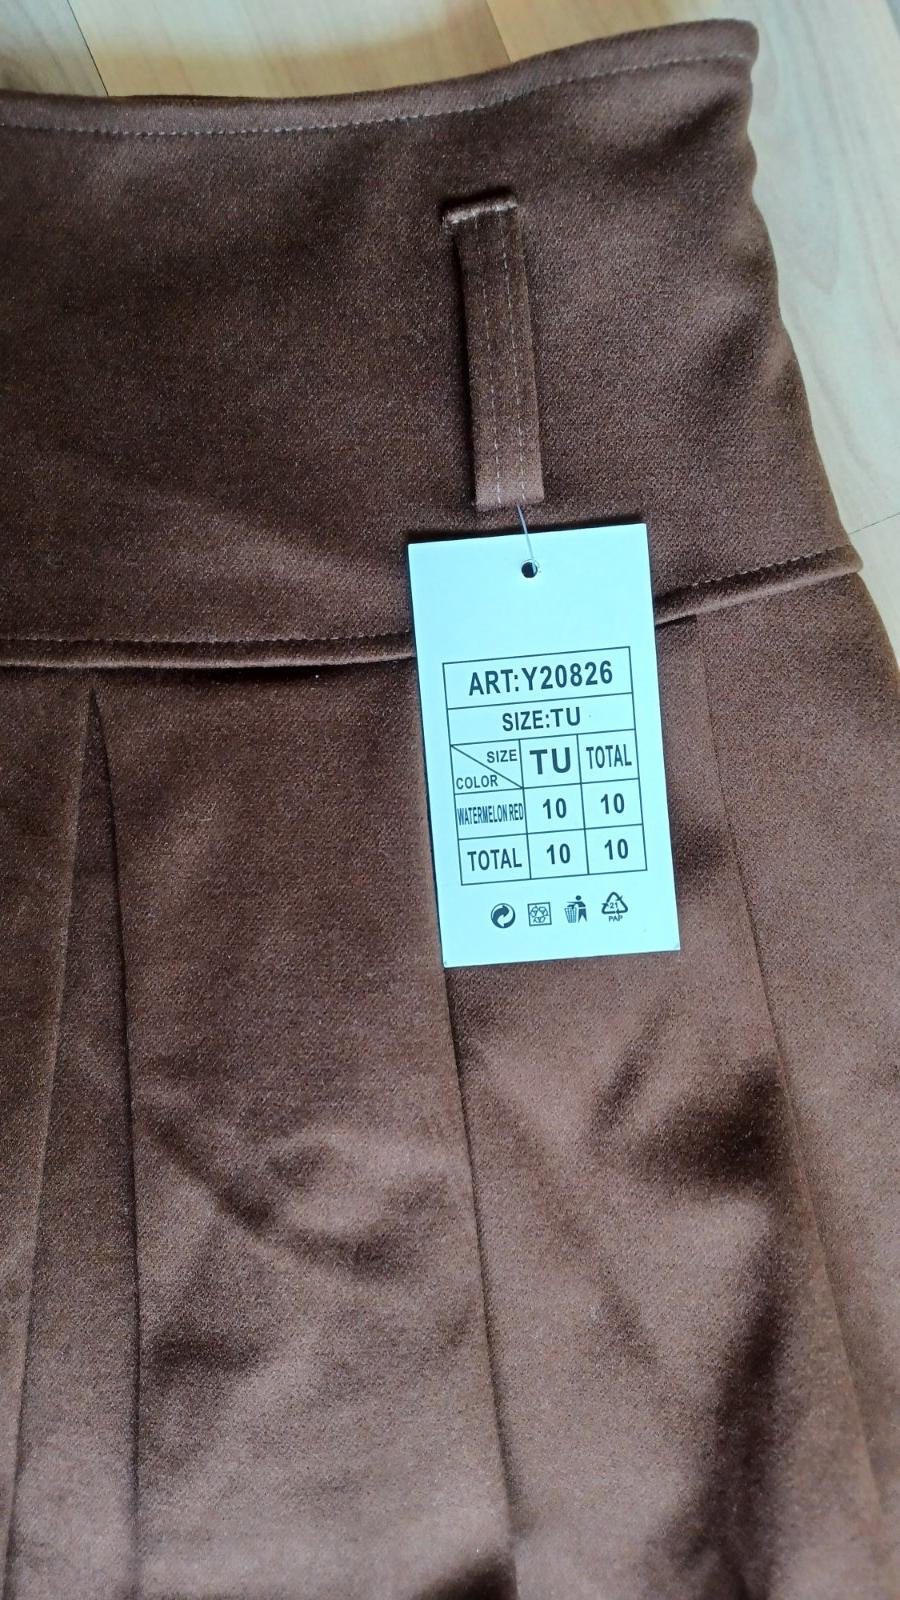 ART:Y20826
SIZE:TU
SIZE
COLOR
TU TOTAL
WATERMELON RED 10 10
TOTAL 10 10
21
PAP